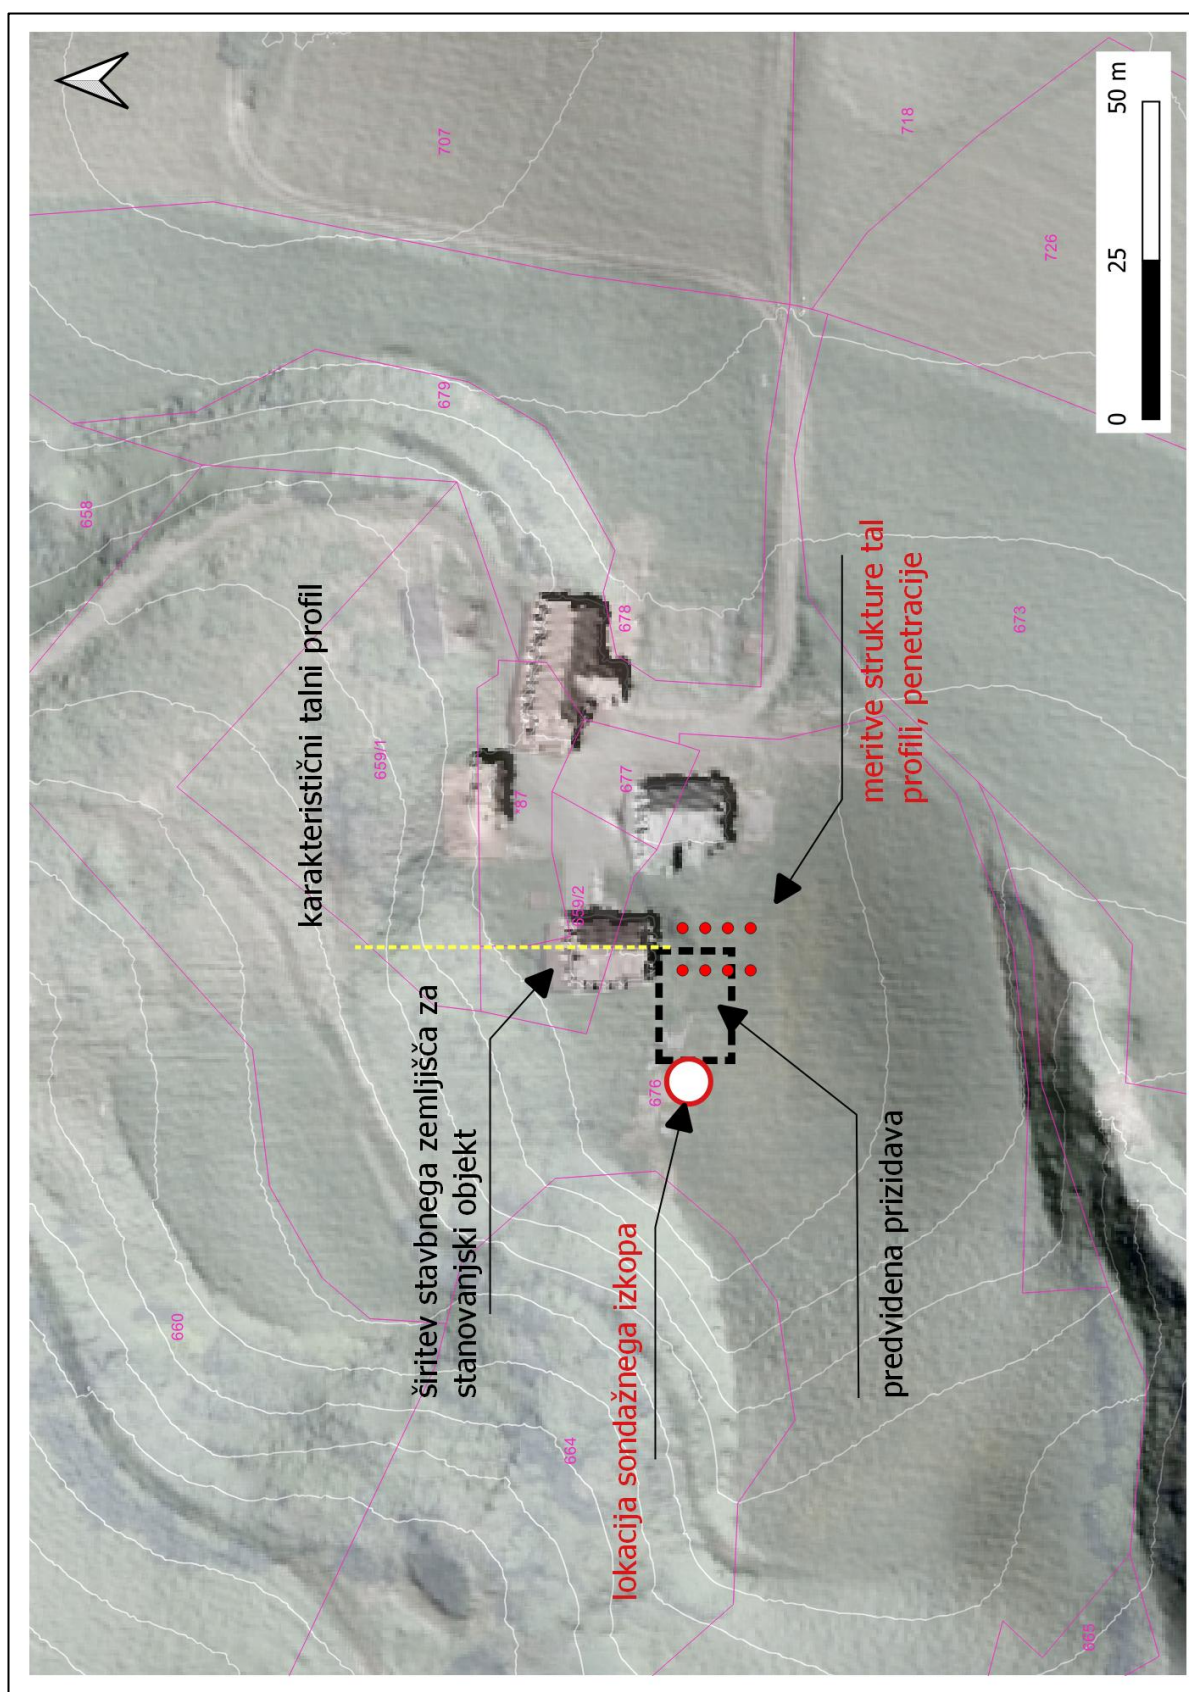 karakteristični talni profil
širitev stavbnega zemljišča za
stanovanjski objekt
lokacija sondažnega izkopa
predvidena prizidava
meritve strukture tal
profili, penetracije
0
25
50 m
660
664
665
676
659/1
659/2
677
678
679
658
673
707
718
726